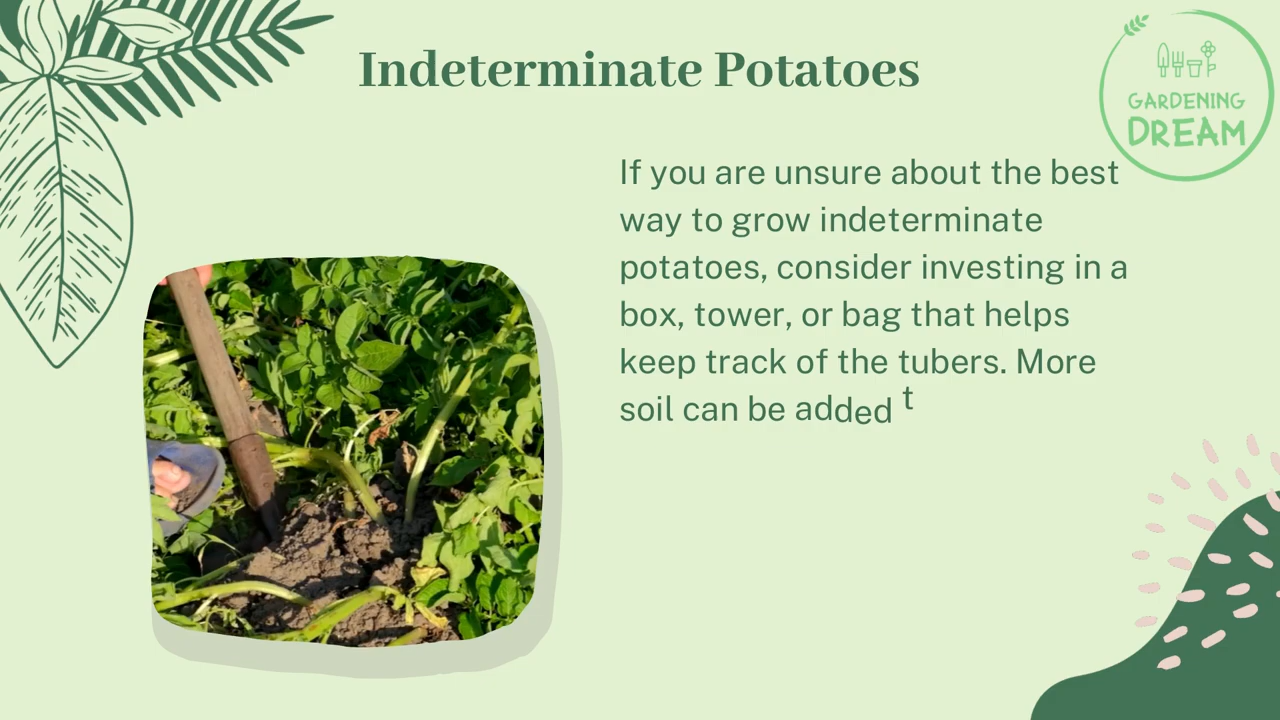 Indeterminate Potatoes
GARDENING
DREAM
If you are unsure about the best
way to grow indeterminate
potatoes, consider investing in a
box, tower, or bag that helps
keep track of the tubers. More
soil can be added t